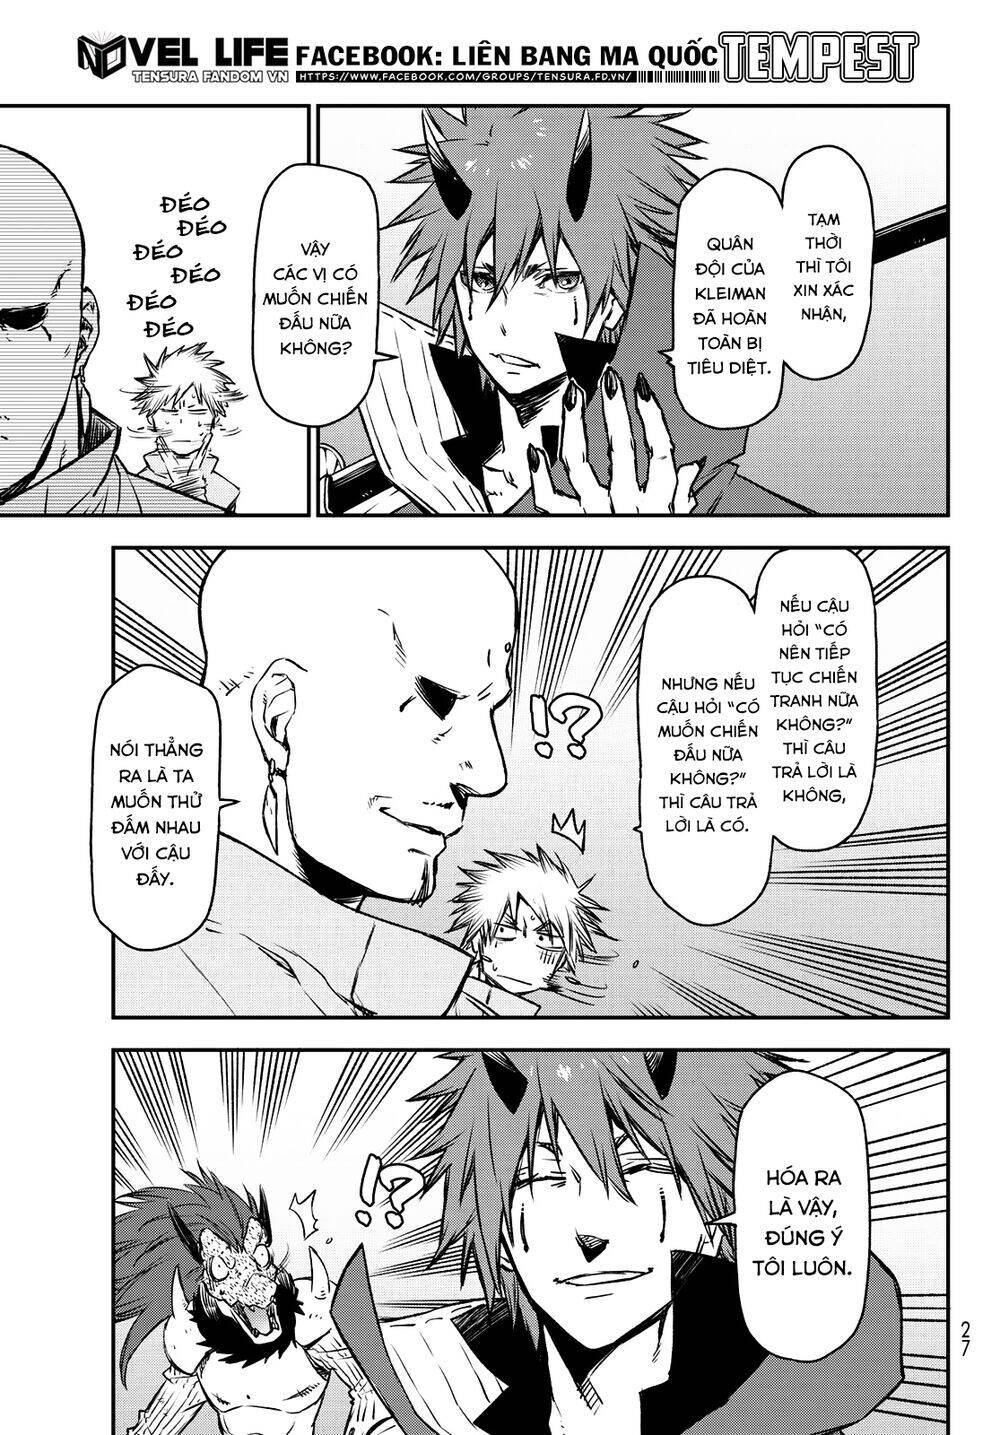 NOVEL LIFE
TENSURA FANDOM VN
FACEBOOK: LIÊN BANG MA QUỐC
HTTPS://WWW.FACEBOOK.COM/GROUPS/TENSURA.FD.VN/
TEMPEST
TẠM
THỜI
THÌ TÔI
XIN XÁC
NHẬN,
QUÂN
ĐỘI CỦA
KLEIMAN
ĐÃ HOÀN
TOÀN BỊ
TIÊU DIỆT.
VẬY
CÁC VỊ CÓ
MUỐN CHIẾN
ĐẤU NỮA
KHÔNG?
ĐÉO
ĐÉO
ĐÉO
ĐÉO
ĐÉO
ĐÉO
NẾU CẬU
HỎI "CÓ
NÊN TIẾP
TỤC CHIẾN
TRANH NỮA
KHÔNG?"
THÌ CÂU
TRẢ LỜI LÀ
KHÔNG,
NHƯNG NẾU
CẬU HỎI "CÓ
MUỐN CHIẾN
ĐẤU NỮA
KHÔNG?"
THÌ CÂU TRẢ
LỜI LÀ CÓ.
!?
NÓI THẲNG
RA LÀ TA
MUỐN THỬ
ĐẤM NHAU
VỚI CẬU
ĐẤY.
HÓA RA
LÀ VẬY,
ĐÚNG Ý
TÔI LUÔN.
!?
27